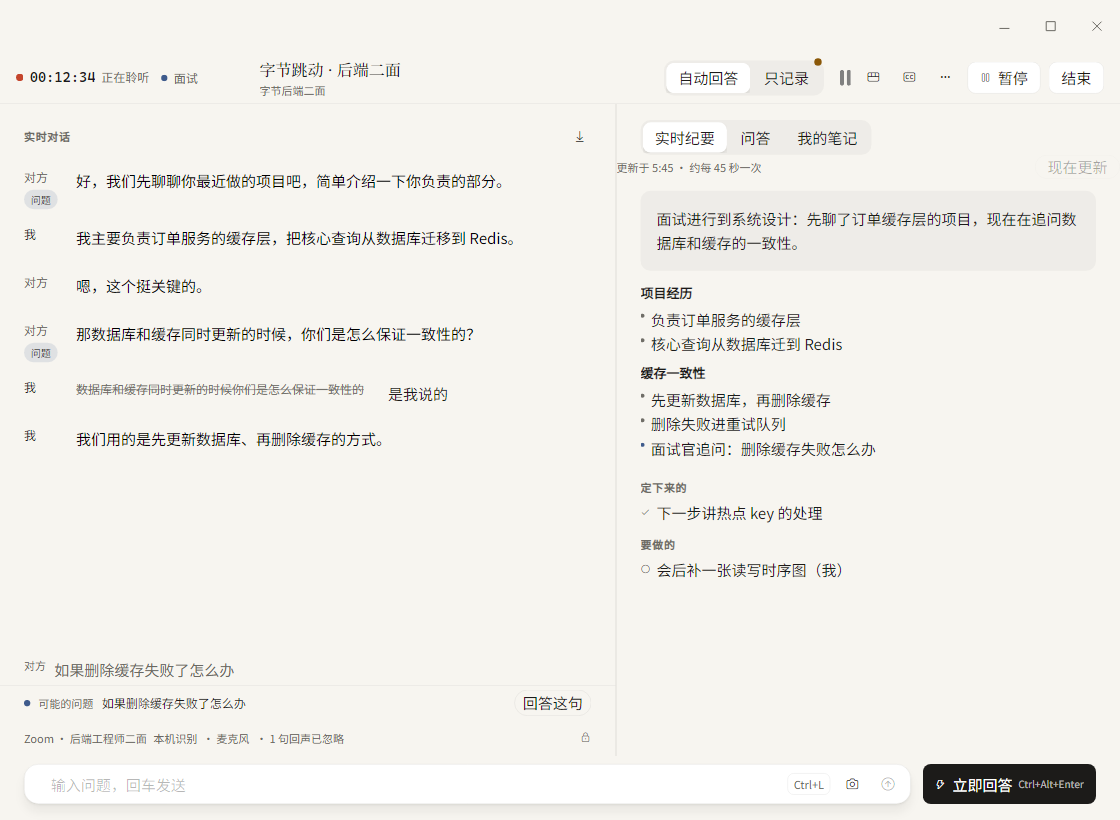 00:12:34 正在聆听 面试
字节跳动 · 后端二面
字节后端二面
自动回答 只记录
暂停 结束
实时对话
对方 好，我们先聊聊你最近做的项目吧，简单介绍一下你负责的部分。
问题
我 我主要负责订单服务的缓存层，把核心查询从数据库迁移到 Redis。
对方 嗯，这个挺关键的。
对方 那数据库和缓存同时更新的时候，你们是怎么保证一致性的？
问题
我 数据库和缓存同时更新的时候你们是怎么保证一致性的 是我说的
我 我们用的是先更新数据库、再删除缓存的方式。
对方 如果删除缓存失败了怎么办
可能的问题 如果删除缓存失败了怎么办 回答这句
Zoom · 后端工程师二面 本机识别 · 麦克风 · 1 句回声已忽略
实时纪要 问答 我的笔记
更新于 5:45 · 约每 45 秒一次 现在更新
面试进行到系统设计：先聊了订单缓存层的项目，现在在追问数
据库和缓存的一致性。
项目经历
• 负责订单服务的缓存层
• 核心查询从数据库迁到 Redis
缓存一致性
• 先更新数据库，再删除缓存
• 删除失败进重试队列
• 面试官追问：删除缓存失败怎么办
定下来的
下一步讲热点 key 的处理
要做的
会后补一张读写时序图（我）
输入问题，回车发送 Ctrl+L
立即回答 Ctrl+Alt+Enter